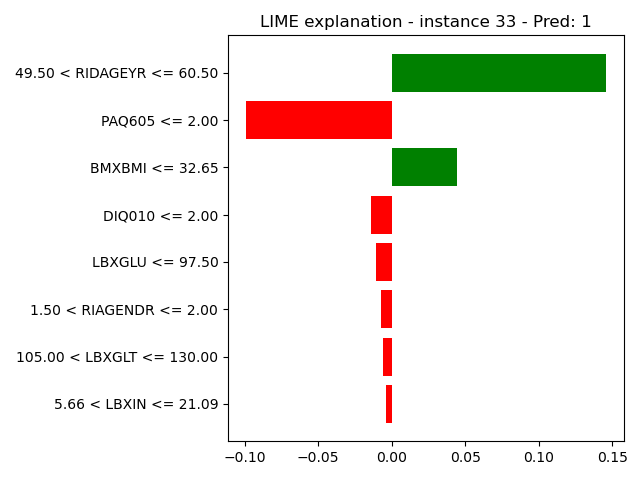 LIME explanation - instance 33 - Pred: 1
49.50 < RIDAGEYR <= 60.50
PAQ605 <= 2.00
BMXBMI <= 32.65
DIQ010 <= 2.00
LBXGLU <= 97.50
1.50 < RIAGENDR <= 2.00
105.00 < LBXGLT <= 130.00
5.66 < LBXIN <= 21.09
−0.10 −0.05 0.00 0.05 0.10 0.15